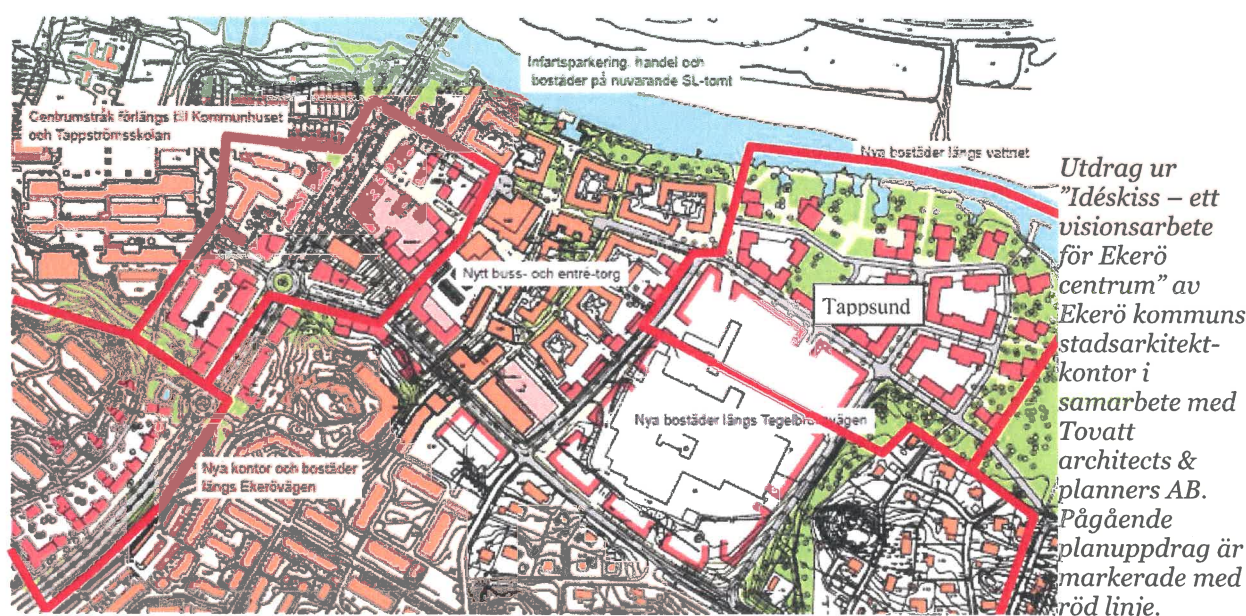 Infartsparkering, handel och
bostäder på nuvarande SL-tomt
Centrumstråk förlängs till Kommunhuset
och Tappströmsskolan
Nya bostäder längs vattnet
Nytt buss- och entré-torg
Tappsund
Nya bostäder längs
Nya kontor och bostäder
längs Ekerövägen
Utdrag ur
"Idéskiss – ett
visionsarbete
för Ekerö
centrum" av
Ekerö kommuns
stadsarkitekt-
kontor i
samarbete med
Tovatt
architects &
planners AB.
Pågående
planuppdrag är
markerade med
röd linje.